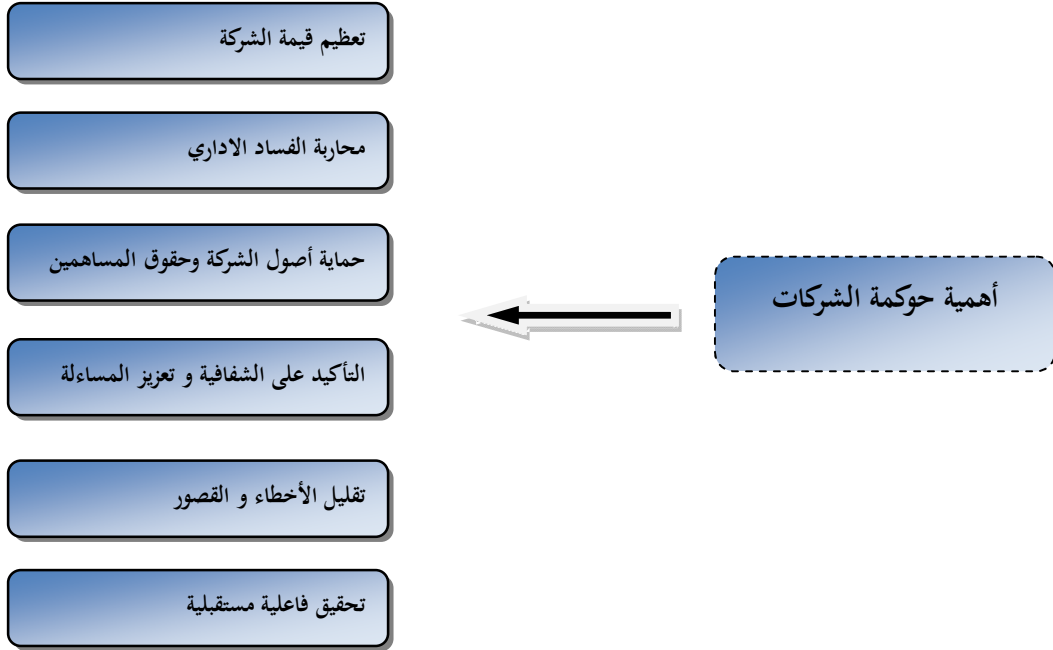 أهمية حوكمة الشركات
تعظيم قيمة الشركة
محاربة الفساد الاداري
حماية أصول الشركة وحقوق المساهمين
التأكيد على الشفافية و تعزيز المساءلة
تقليل الأخطاء و القصور
تحقيق فاعلية مستقبلية